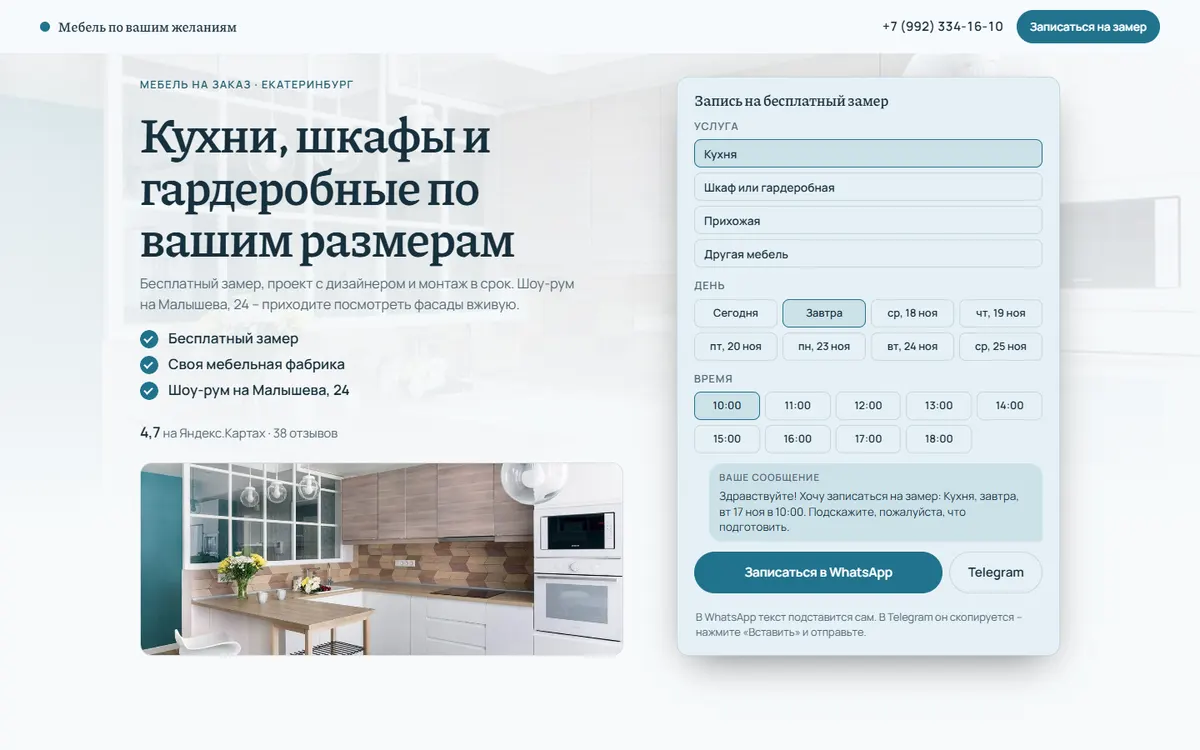 Мебель по вашим желаниям
+7 (992) 334-16-10
Записаться на замер
МЕБЕЛЬ НА ЗАКАЗ · ЕКАТЕРИНБУРГ
Кухни, шкафы и
гардеробные по
вашим размерам
Бесплатный замер, проект с дизайнером и монтаж в срок. Шоу-рум
на Малышева, 24 – приходите посмотреть фасады вживую.
Бесплатный замер
Своя мебельная фабрика
Шоу-рум на Малышева, 24
4,7 на Яндекс.Картах · 38 отзывов
Запись на бесплатный замер
УСЛУГА
Кухня
Шкаф или гардеробная
Прихожая
Другая мебель
ДЕНЬ
Сегодня
Завтра
ср, 18 ноя
чт, 19 ноя
пт, 20 ноя
пн, 23 ноя
вт, 24 ноя
ср, 25 ноя
ВРЕМЯ
10:00
11:00
12:00
13:00
14:00
15:00
16:00
17:00
18:00
ВАШЕ СООБЩЕНИЕ
Здравствуйте! Хочу записаться на замер: Кухня, завтра,
вт 17 ноя в 10:00. Подскажите, пожалуйста, что
подготовить.
Записаться в WhatsApp
Telegram
В WhatsApp текст подставится сам. В Telegram он скопируется –
нажмите «Вставить» и отправьте.